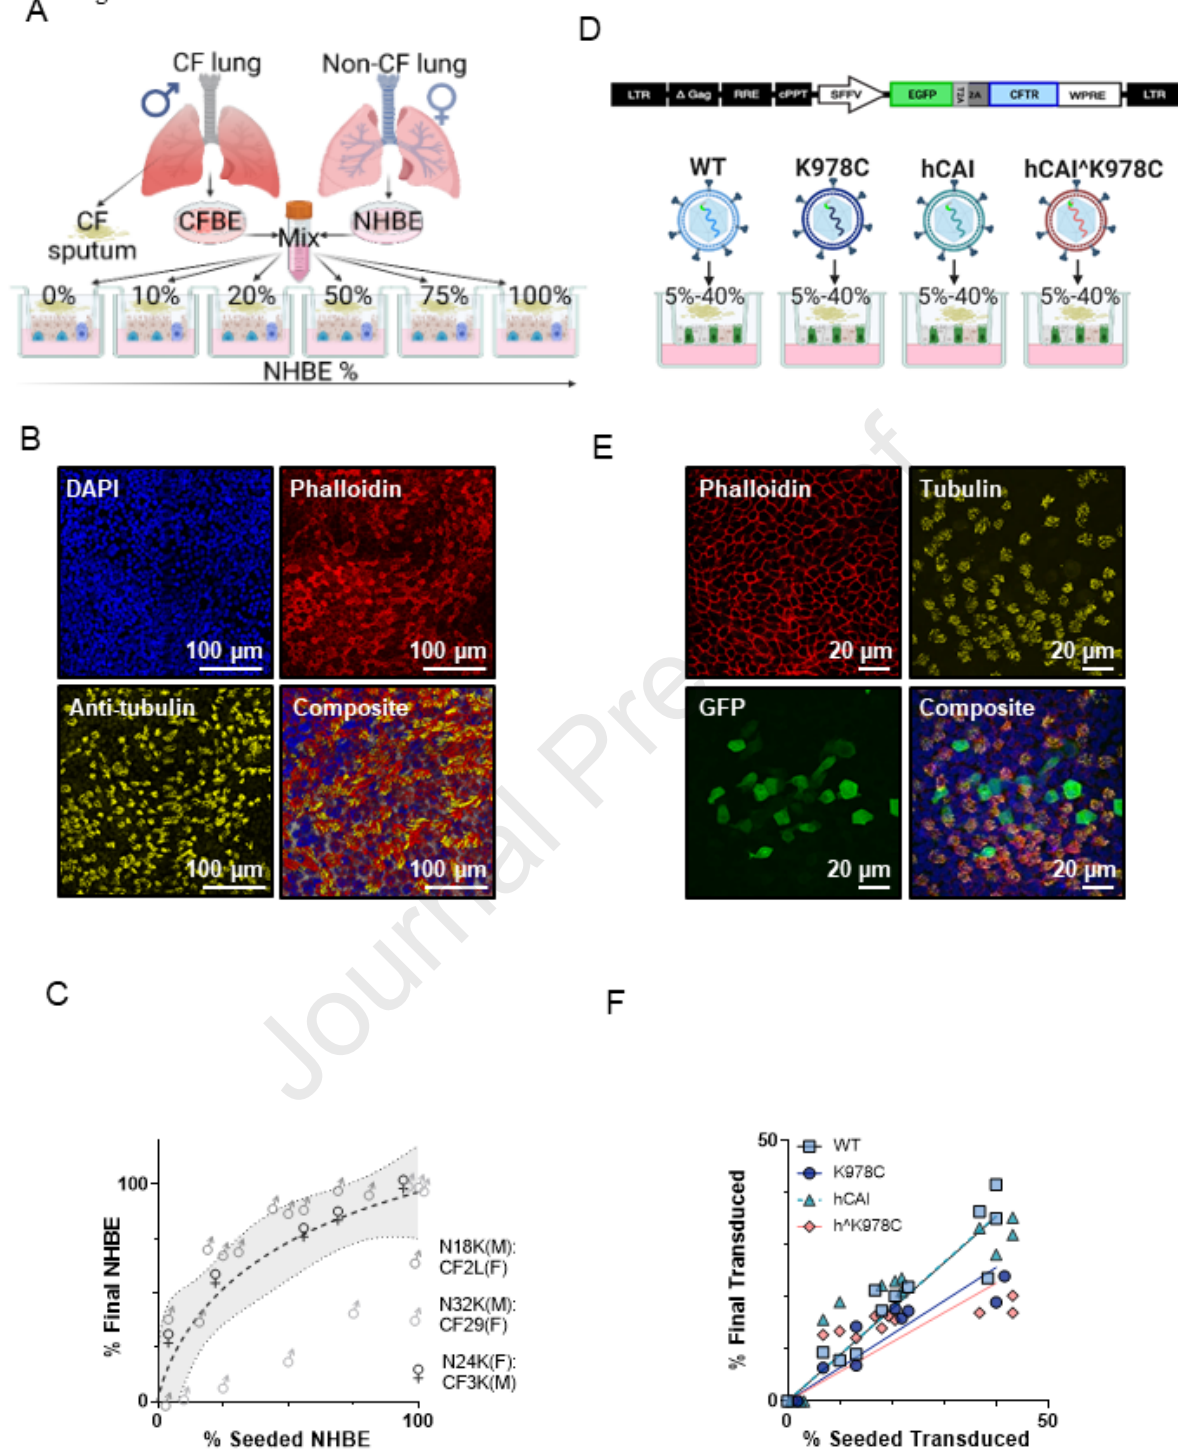 A
CF lung
Non-CF lung
♂
♀
CF
sputum
CFBE
Mix
NHBE
0%
10%
20%
50%
75%
100%
NHBE %
D
LTR
Δ Gag
RRE
cPPT
SFFV
EGFP
T2A
2A
CFTR
WPRE
LTR
WT
K978C
hCAI
hCAI^K978C
5%-40%
5%-40%
5%-40%
5%-40%
B
DAPI
100 µm
Phalloidin
100 µm
Anti-tubulin
100 µm
Composite
100 µm
E
Phalloidin
20 µm
Tubulin
20 µm
GFP
20 µm
Composite
20 µm
Journal Pre
f
C
% Final NHBE
100
0
0
100
% Seeded NHBE
N18K(M):
CF2L(F)
N32K(M):
CF29(F)
N24K(F):
CF3K(M)
F
% Final Transduced
50
0
0
50
% Seeded Transduced
WT
K978C
hCAI
h^K978C